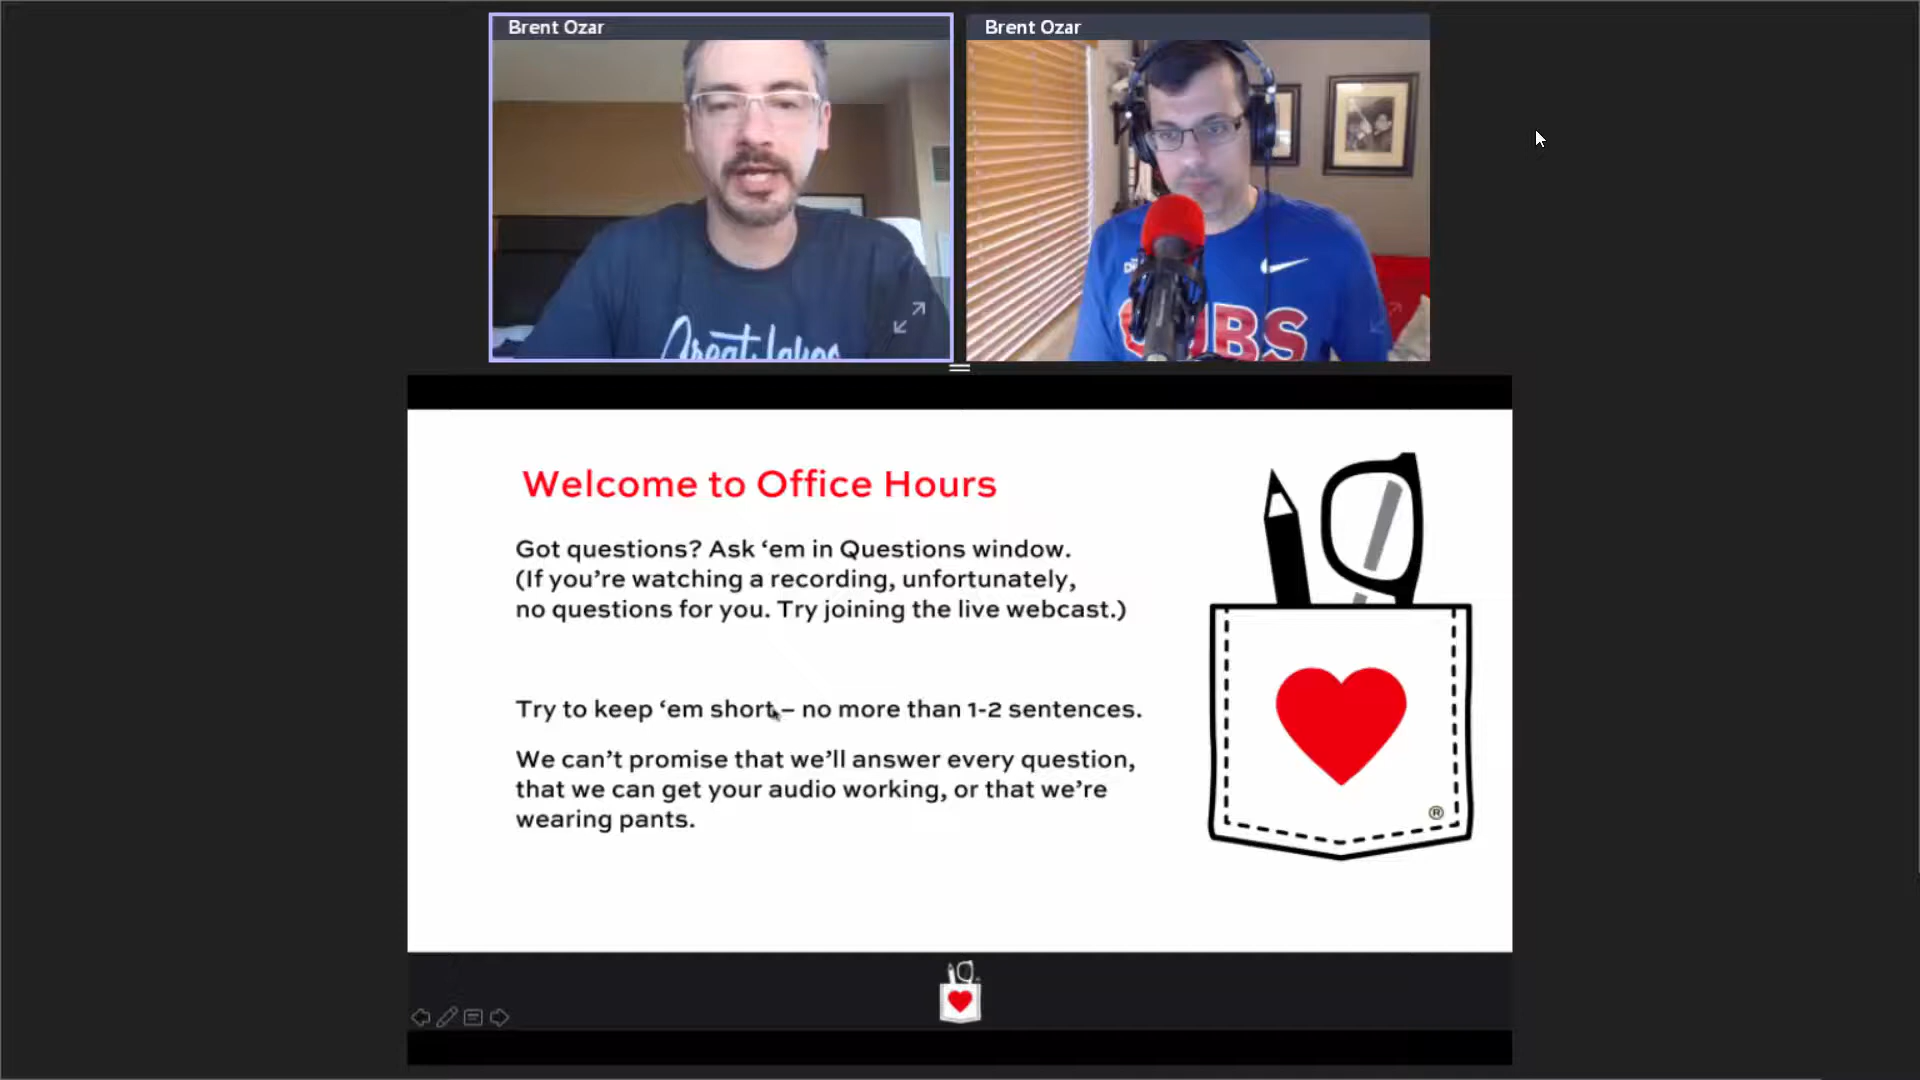 Brent Ozar
Brent Ozar
Great Lakes
CUBS
Welcome to Office Hours
Got questions? Ask ‘em in Questions window.
(If you’re watching a recording, unfortunately,
no questions for you. Try joining the live webcast.)
Try to keep ‘em short – no more than 1-2 sentences.
We can’t promise that we’ll answer every question,
that we can get your audio working, or that we’re
wearing pants.
®